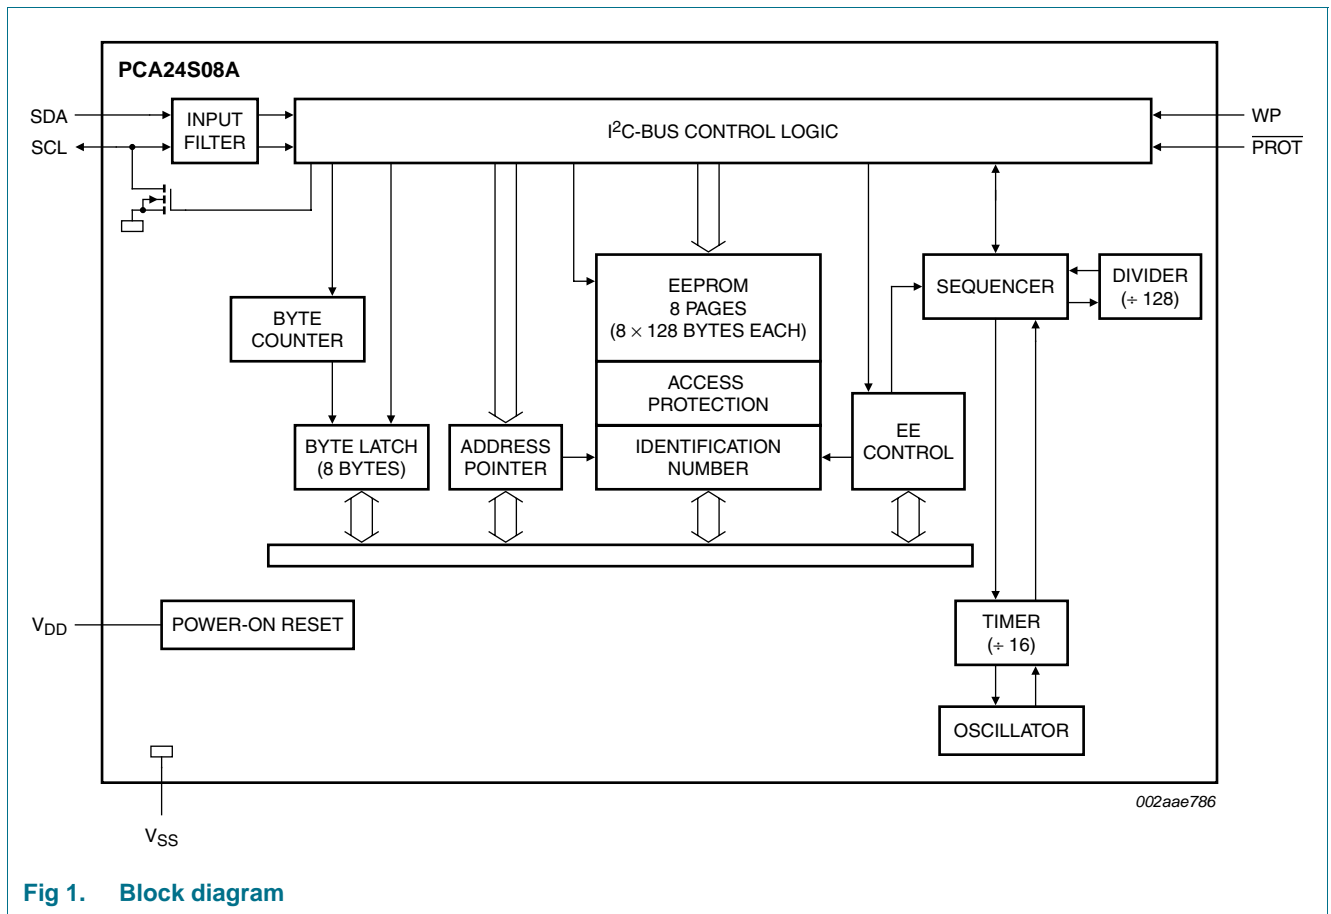 PCA24S08A
SDA
SCL
INPUT
FILTER
I²C-BUS CONTROL LOGIC
WP
PROT
BYTE
COUNTER
EEPROM
8 PAGES
(8 × 128 BYTES EACH)
SEQUENCER
DIVIDER
(÷ 128)
ACCESS
PROTECTION
BYTE LATCH
(8 BYTES)
ADDRESS
POINTER
IDENTIFICATION
NUMBER
EE
CONTROL
VDD
POWER-ON RESET
TIMER
(÷ 16)
OSCILLATOR
VSS
002aae786
Fig 1. Block diagram